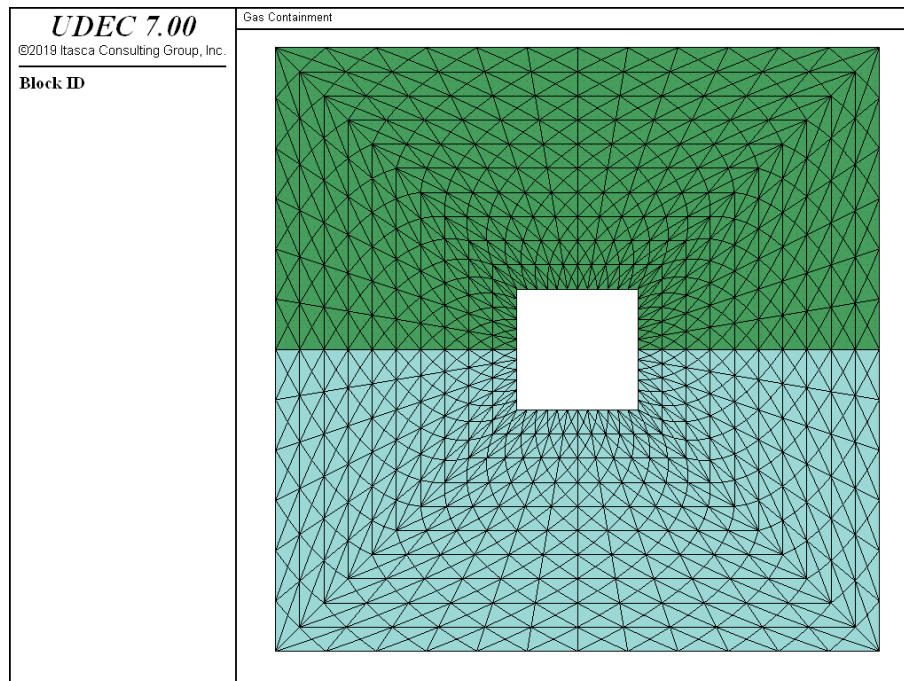 UDEC 7.00
©2019 Itasca Consulting Group, Inc.
Block ID
Gas Containment